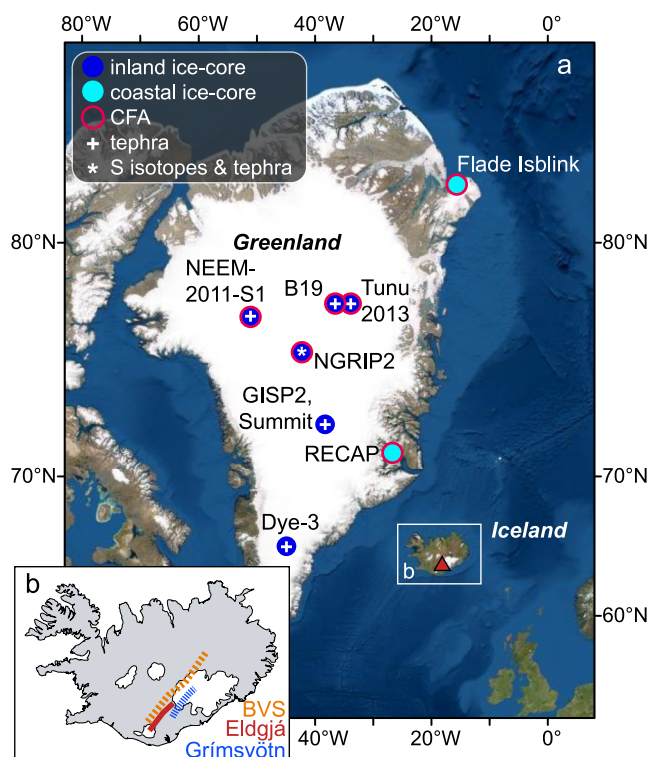 60°W 40°W 20°W 0°
a
inland ice-core
coastal ice-core
CFA
+ tephra
* S isotopes & tephra
Flade Isblink
80°N 80°N
Greenland
NEEM-
2011-S1
B19
Tunu
2013
NGRIP2
GISP2,
Summit
RECAP
70°N 70°N
Dye-3
Iceland
b
60°N
b
BVS
Eldgjá
Grímsvötn
40°W 20°W 0°